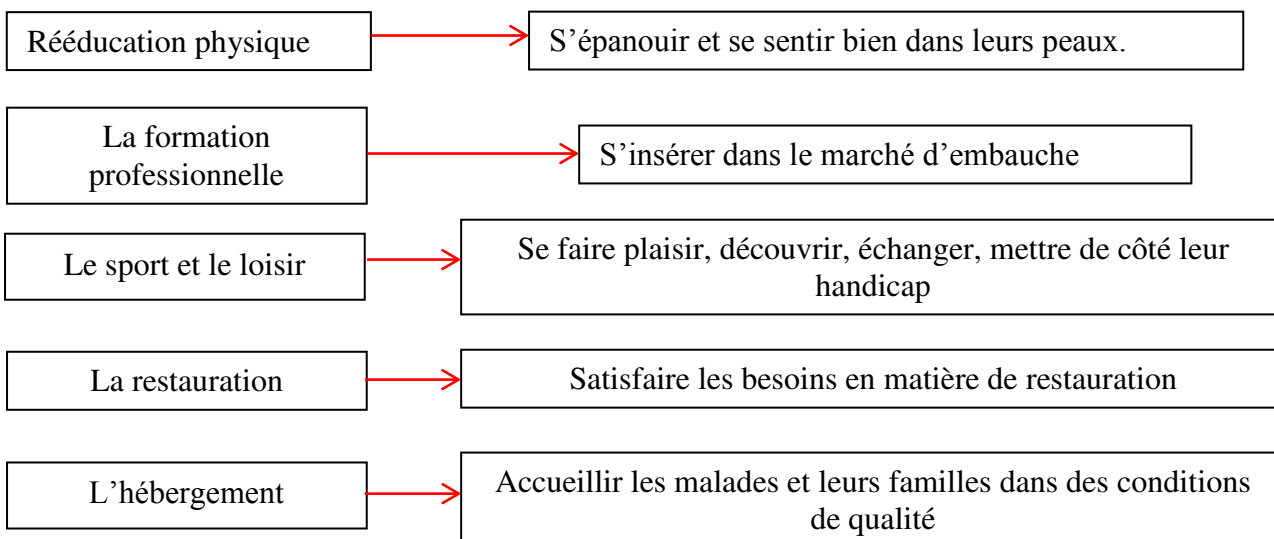 Rééducation physique
S’épanouir et se sentir bien dans leurs peaux.
La formation
professionnelle
S’insérer dans le marché d’embauche
Le sport et le loisir
Se faire plaisir, découvrir, échanger, mettre de côté leur
handicap
La restauration
Satisfaire les besoins en matière de restauration
L’hébergement
Accueillir les malades et leurs familles dans des conditions
de qualité